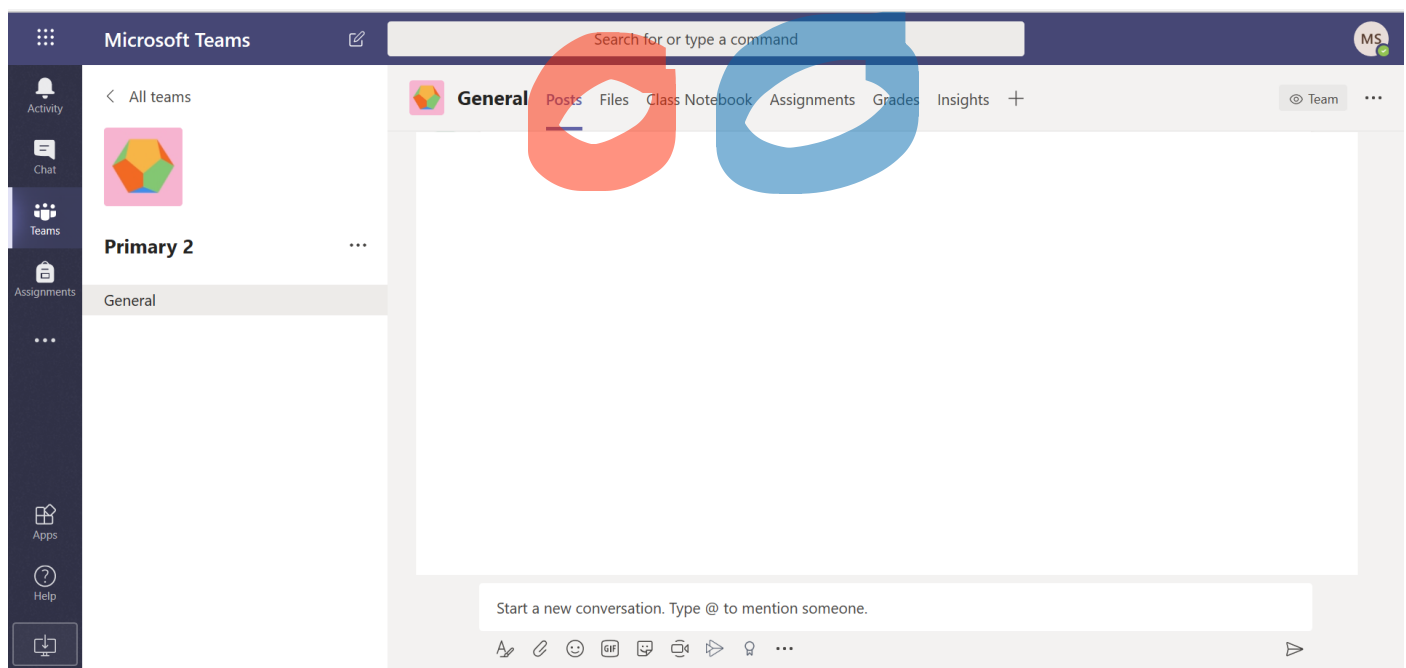 Microsoft Teams
Search for or type a command
MS
Activity
Chat
Teams
Assignments
Apps
Help
All teams
Primary 2
General
General Posts Files Class Notebook Assignments Grades Insights
Team
Start a new conversation. Type @ to mention someone.
GIF